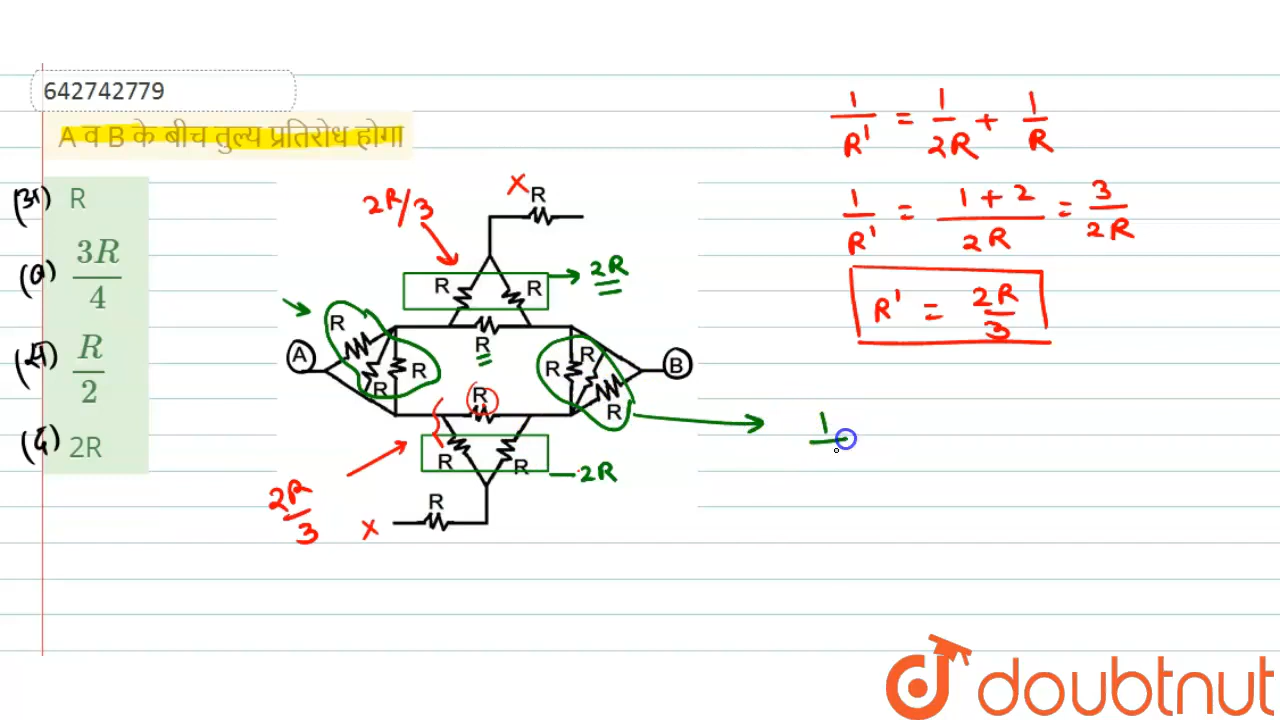 642742779
A व B के बीच तुल्य प्रतिरोध होगा
(अ) R
(ब) 3R/4
(स) R/2
(द) 2R
2R/3
X
R
R
R
2R
R
R
A
R
R
R
R
R
B
R
R
R
R
2R
2R/3
R
X
1/R' = 1/2R + 1/R
1/R' = 1+2/2R = 3/2R
R' = 2R/3
1
doubtnut